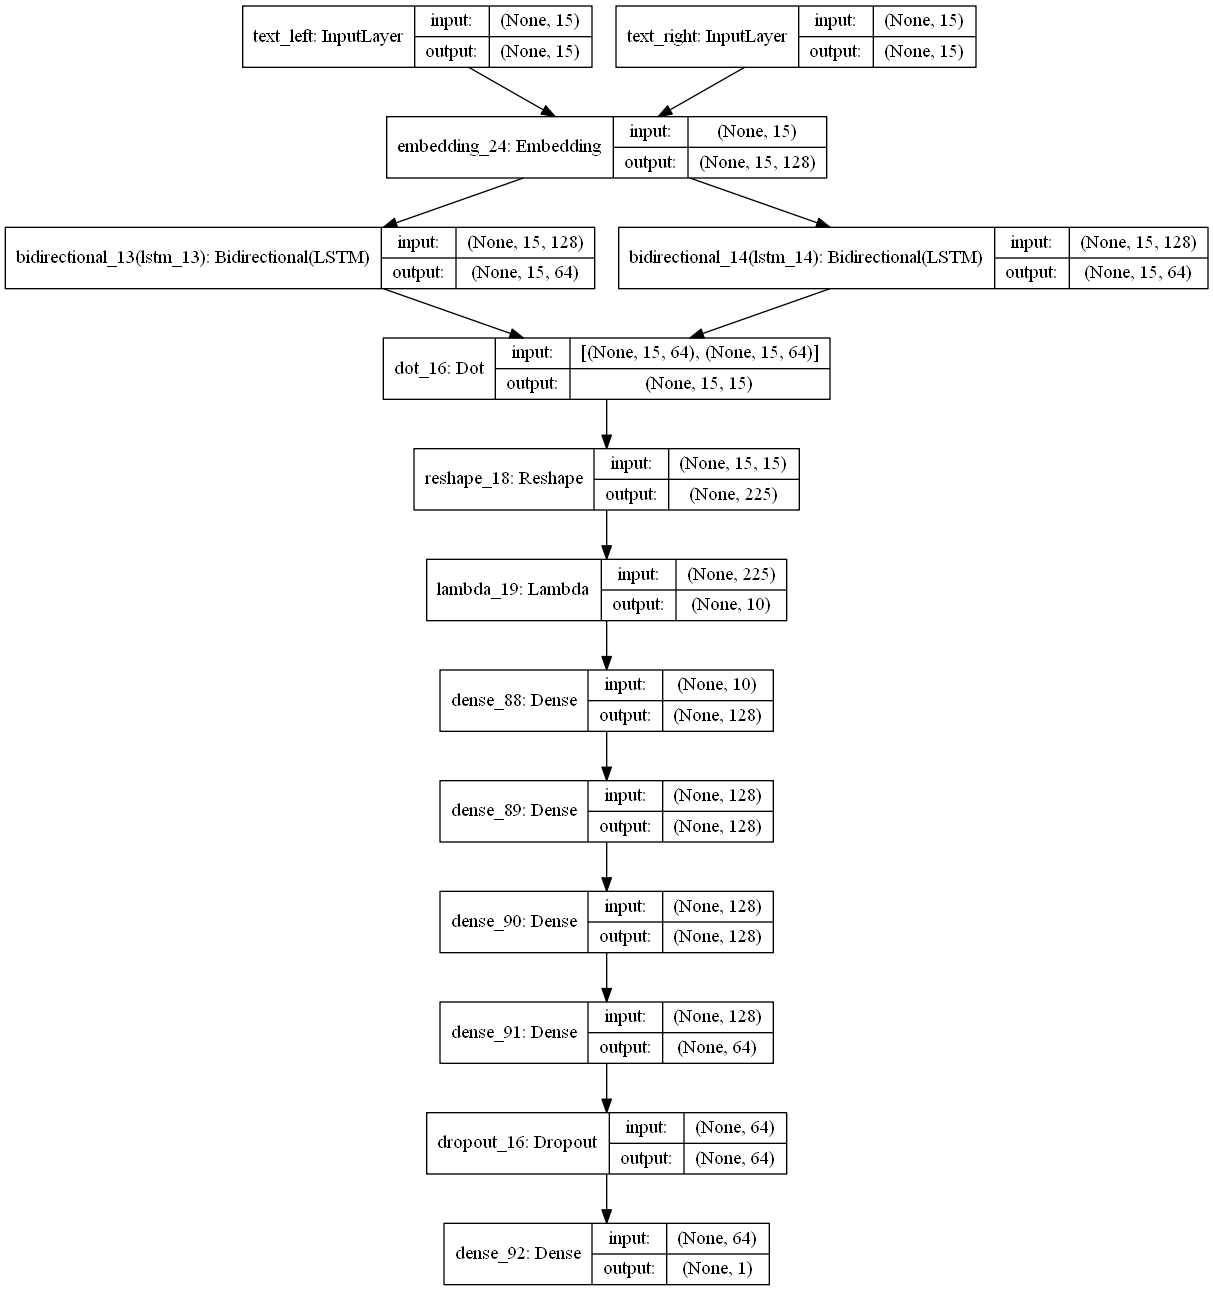 text_left: InputLayer
input:
(None, 15)
output:
(None, 15)
text_right: InputLayer
input:
(None, 15)
output:
(None, 15)
embedding_24: Embedding
input:
(None, 15)
output:
(None, 15, 128)
bidirectional_13(lstm_13): Bidirectional(LSTM)
input:
(None, 15, 128)
output:
(None, 15, 64)
bidirectional_14(lstm_14): Bidirectional(LSTM)
input:
(None, 15, 128)
output:
(None, 15, 64)
dot_16: Dot
input:
[(None, 15, 64), (None, 15, 64)]
output:
(None, 15, 15)
reshape_18: Reshape
input:
(None, 15, 15)
output:
(None, 225)
lambda_19: Lambda
input:
(None, 225)
output:
(None, 10)
dense_88: Dense
input:
(None, 10)
output:
(None, 128)
dense_89: Dense
input:
(None, 128)
output:
(None, 128)
dense_90: Dense
input:
(None, 128)
output:
(None, 128)
dense_91: Dense
input:
(None, 128)
output:
(None, 64)
dropout_16: Dropout
input:
(None, 64)
output:
(None, 64)
dense_92: Dense
input:
(None, 64)
output:
(None, 1)